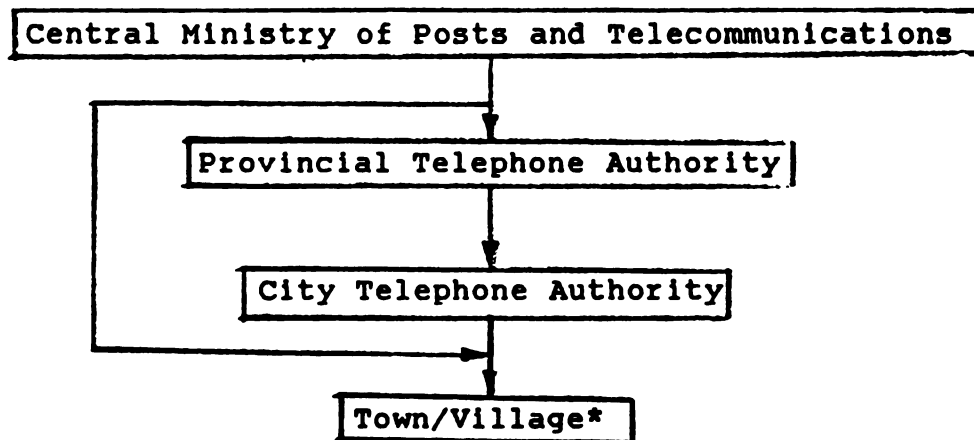 Central Ministry of Posts and Telecommunications
Provincial Telephone Authority
City Telephone Authority
Town/Village*